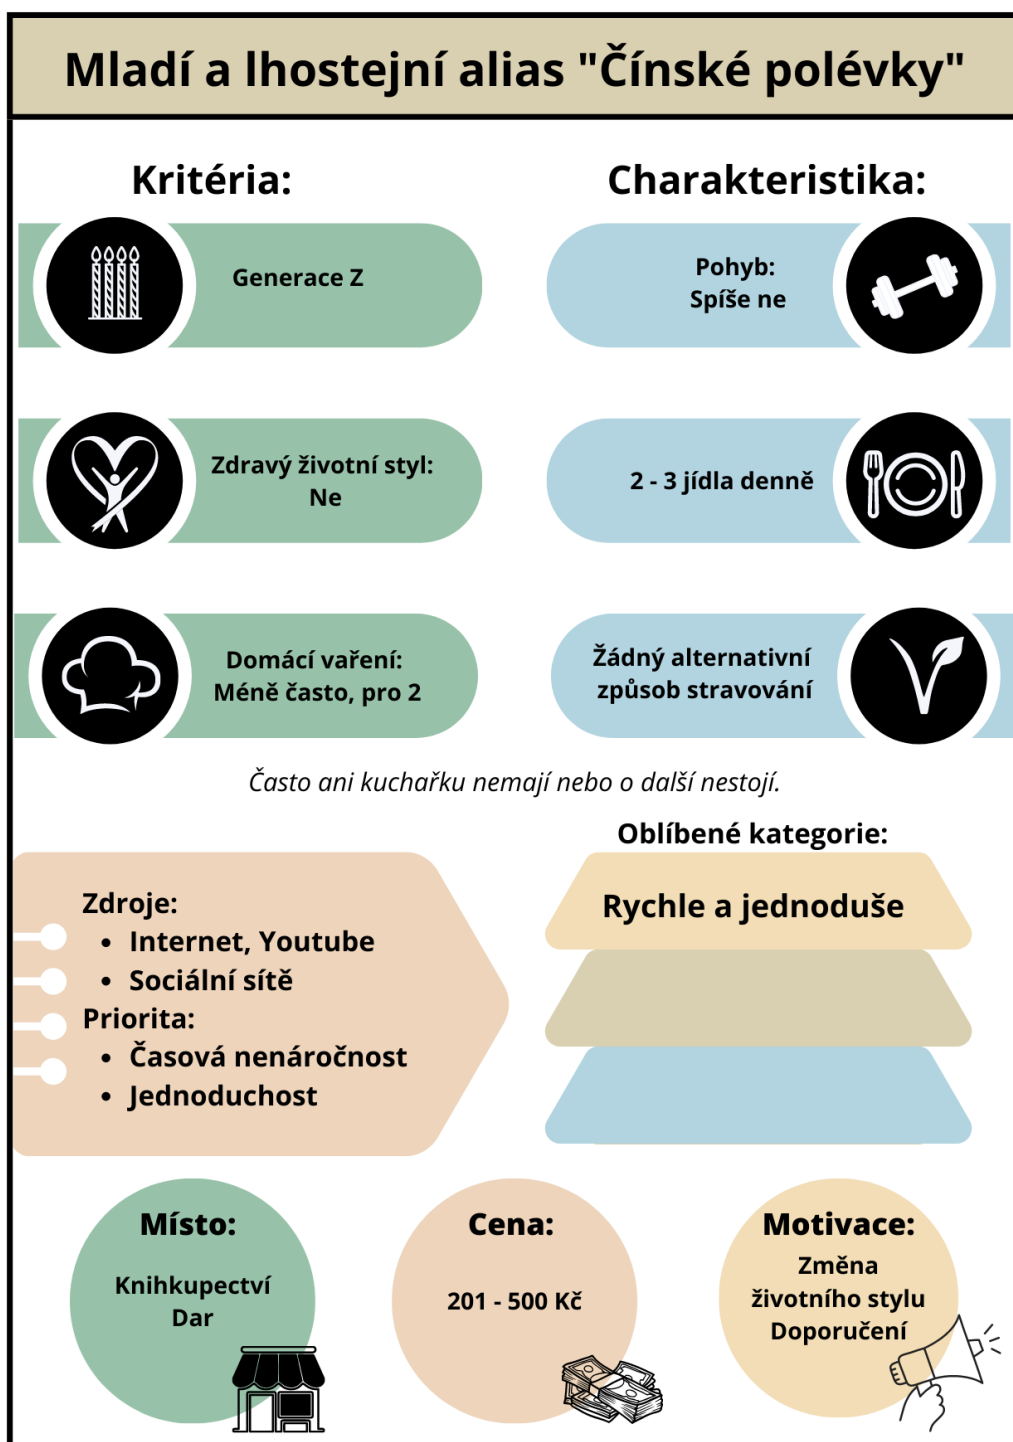 Mladí a lhostejní alias "Čínské polévky"
Kritéria:
Generace Z
Zdravý životní styl:
Ne
Domácí vaření:
Méně často, pro 2
Charakteristika:
Pohyb:
Spíše ne
2 - 3 jídla denně
Žádný alternativní
způsob stravování
Často ani kuchařku nemají nebo o další nestojí.
Zdroje:
• Internet, Youtube
• Sociální sítě
Priorita:
• Časová nenáročnost
• Jednoduchost
Oblíbené kategorie:
Rychle a jednoduše
Místo:
Knihkupectví
Dar
Cena:
201 - 500 Kč
Motivace:
Změna
životního stylu
Doporučení